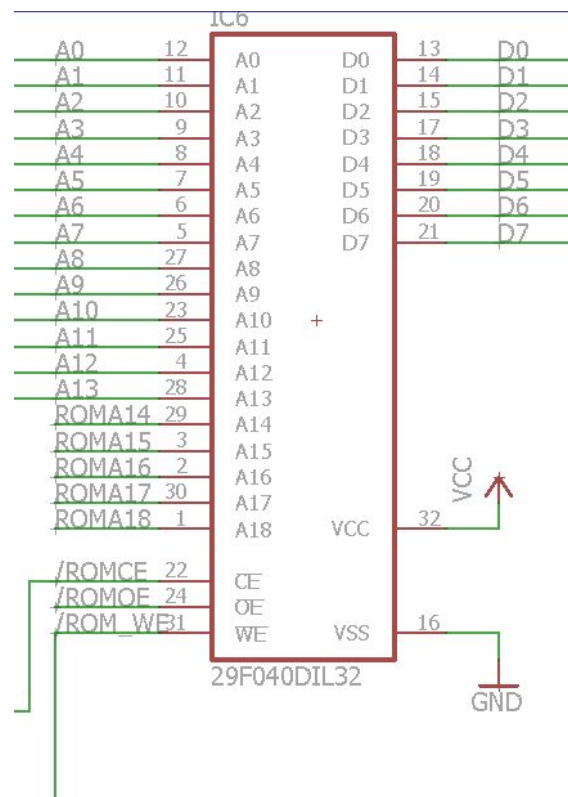 IC6
A0 12 A0 D0 13 D0
A1 11 A1 D1 14 D1
A2 10 A2 D2 15 D2
A3 9 A3 D3 17 D3
A4 8 A4 D4 18 D4
A5 7 A5 D5 19 D5
A6 6 A6 D6 20 D6
A7 5 A7 D7 21 D7
A8 27 A8
A9 26 A9
A10 23 A10
A11 25 A11
A12 4 A12
A13 28 A13
ROMA14 29 A14
ROMA15 3 A15
ROMA16 2 A16
ROMA17 30 A17
ROMA18 1 A18 VCC 32 VCC
/ROMCE 22 CE
/ROMOE 24 OE
/ROM_WE 31 WE VSS 16
29F040DIL32
GND